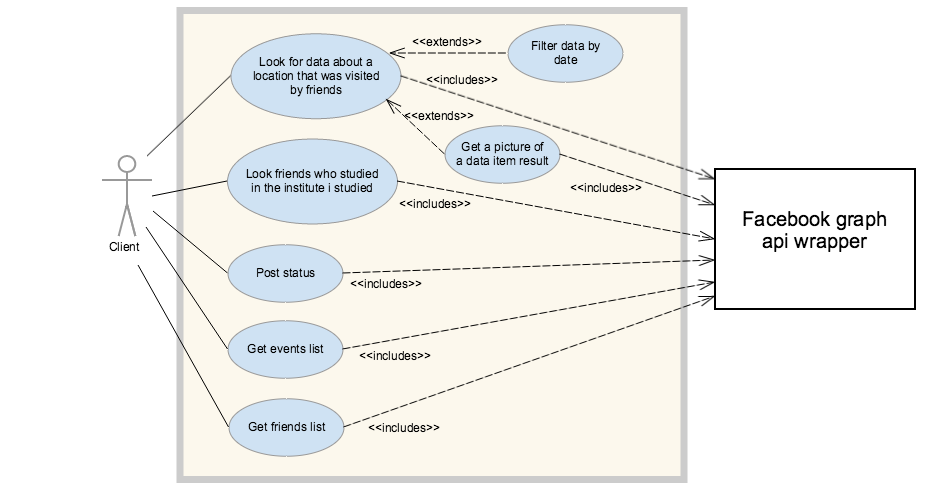 <<extends>>
Filter data by
date
Look for data about a
location that was visited
by friends
<<includes>>
<<extends>>
Get a picture of
a data item result
<<includes>>
Look friends who studied
in the institute i studied
<<includes>>
Facebook graph
api wrapper
Client
Post status
<<includes>>
Get events list
<<includes>>
Get friends list
<<includes>>